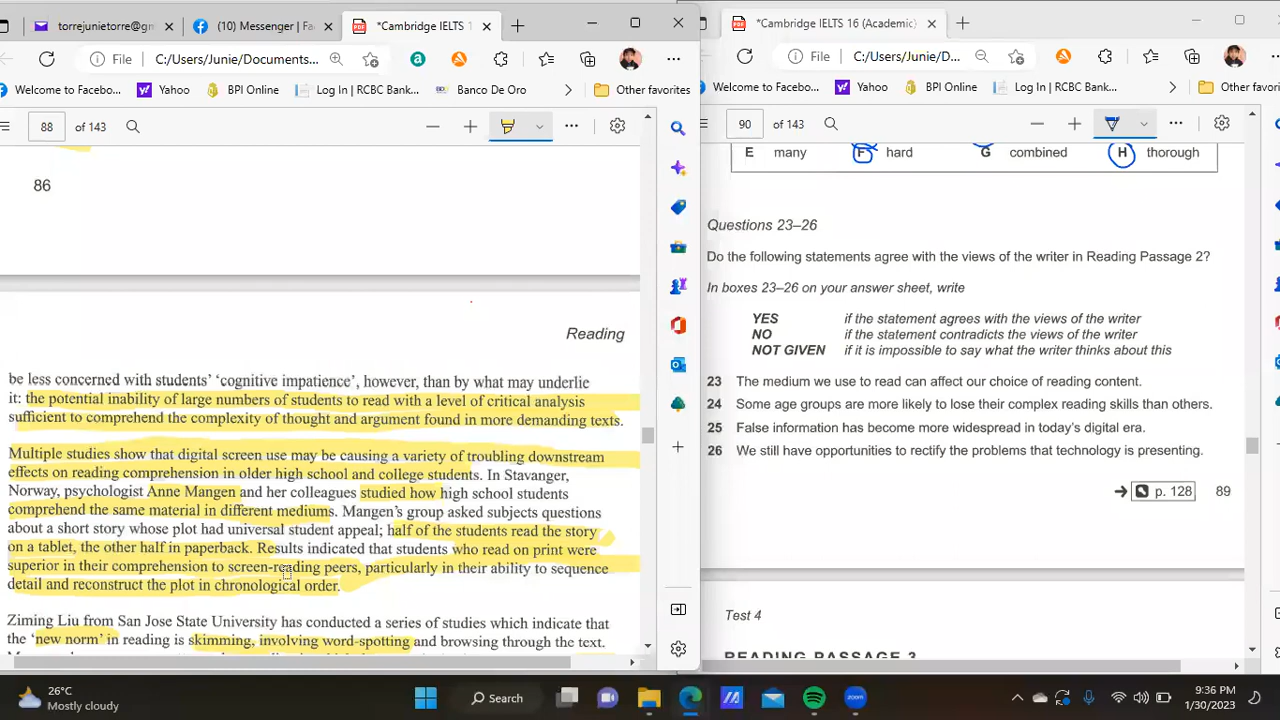 torrejunietorre@gm
(10) Messenger | Fa
*Cambridge IELTS 1
*Cambridge IELTS 16 (Academic)
File
C:/Users/Junie/Documents...
File
C:/Users/Junie/D...
Welcome to Facebo...
Yahoo
BPI Online
Log In | RCBC Bank...
Banco De Oro
Other favorites
Welcome to Facebo...
Yahoo
BPI Online
Log In | RCBC Bank...
Other favo
88 of 143
90 of 143
86
Reading
be less concerned with students' 'cognitive impatience', however, than by what may underlie
it: the potential inability of large numbers of students to read with a level of critical analysis
sufficient to comprehend the complexity of thought and argument found in more demanding texts.
Multiple studies show that digital screen use may be causing a variety of troubling downstream
effects on reading comprehension in older high school and college students. In Stavanger,
Norway, psychologist Anne Mangen and her colleagues studied how high school students
comprehend the same material in different mediums. Mangen's group asked subjects questions
about a short story whose plot had universal student appeal; half of the students read the story
on a tablet, the other half in paperback. Results indicated that students who read on print were
superior in their comprehension to screen-reading peers, particularly in their ability to sequence
detail and reconstruct the plot in chronological order.
Ziming Liu from San Jose State University has conducted a series of studies which indicate that
the 'new norm' in reading is skimming, involving word-spotting and browsing through the text.
E many F hard G combined H thorough
Questions 23–26
Do the following statements agree with the views of the writer in Reading Passage 2?
In boxes 23–26 on your answer sheet, write
YES if the statement agrees with the views of the writer
NO if the statement contradicts the views of the writer
NOT GIVEN if it is impossible to say what the writer thinks about this
23 The medium we use to read can affect our choice of reading content.
24 Some age groups are more likely to lose their complex reading skills than others.
25 False information has become more widespread in today's digital era.
26 We still have opportunities to rectify the problems that technology is presenting.
p. 128 89
Test 4
READING PASSAGE 3
26°C
Mostly cloudy
Search
9:36 PM
1/30/2023